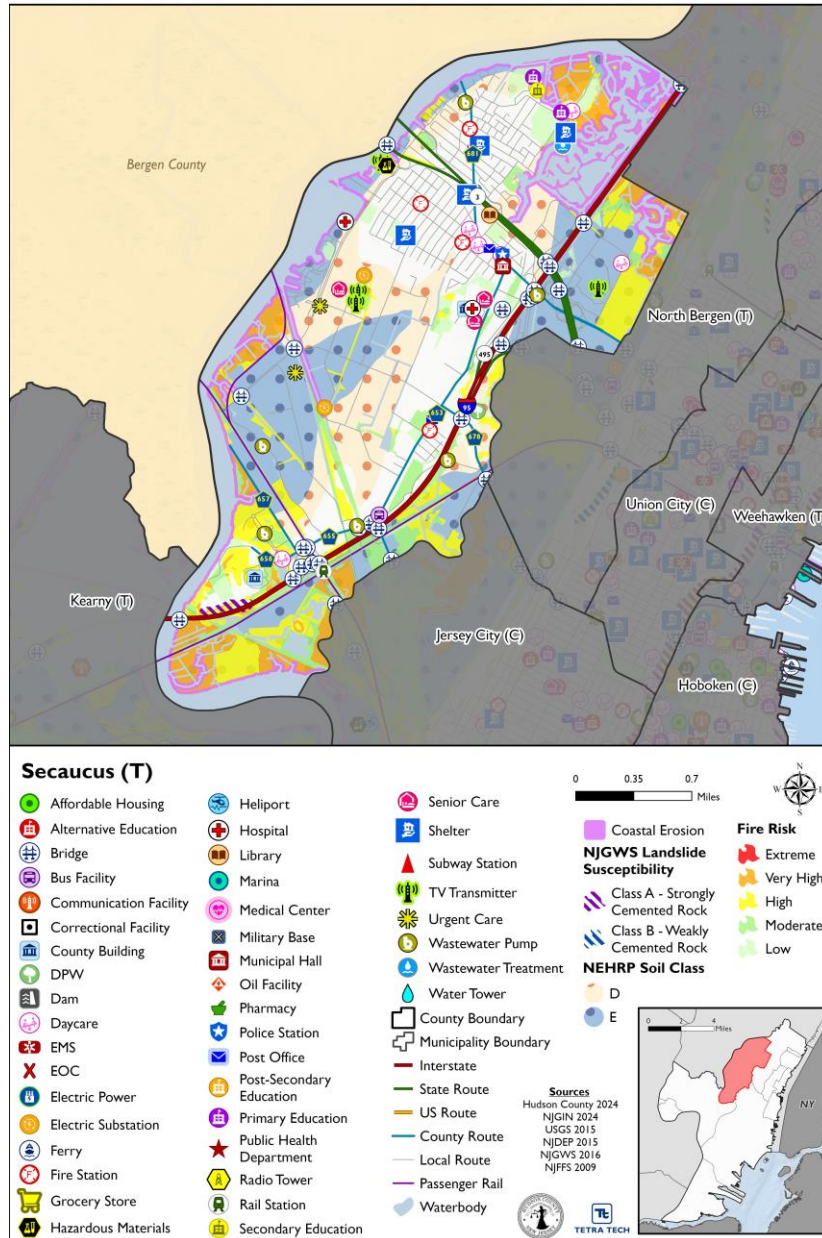 Bergen County
681
3
North Bergen (T)
495
95
653
678
Union City (C)
Weehawken (T)
657
655
658
Kearny (T)
Jersey City (C)
Hoboken (C)
Secaucus (T)
Affordable Housing
Alternative Education
Bridge
Bus Facility
Communication Facility
Correctional Facility
County Building
DPW
Dam
Daycare
EMS
EOC
Electric Power
Electric Substation
Ferry
Fire Station
Grocery Store
Hazardous Materials
Heliport
Hospital
Library
Marina
Medical Center
Military Base
Municipal Hall
Oil Facility
Pharmacy
Police Station
Post Office
Post-Secondary
Education
Primary Education
Public Health
Department
Radio Tower
Rail Station
Secondary Education
Senior Care
Shelter
Subway Station
TV Transmitter
Urgent Care
Wastewater Pump
Wastewater Treatment
Water Tower
County Boundary
Municipality Boundary
Interstate
State Route
US Route
County Route
Local Route
Passenger Rail
Waterbody
0 0.35 0.7
Miles
N
W
S
Coastal Erosion
NJGWS Landslide
Susceptibility
Class A - Strongly
Cemented Rock
Class B - Weakly
Cemented Rock
NEHRP Soil Class
D
E
Fire Risk
Extreme
Very High
High
Moderate
Low
Sources
Hudson County 2024
NJGIN 2024
USGS 2015
NJDEP 2015
NJGWS 2016
NJFFS 2009
Tt
TETRA TECH
0 2 4
Miles
NY